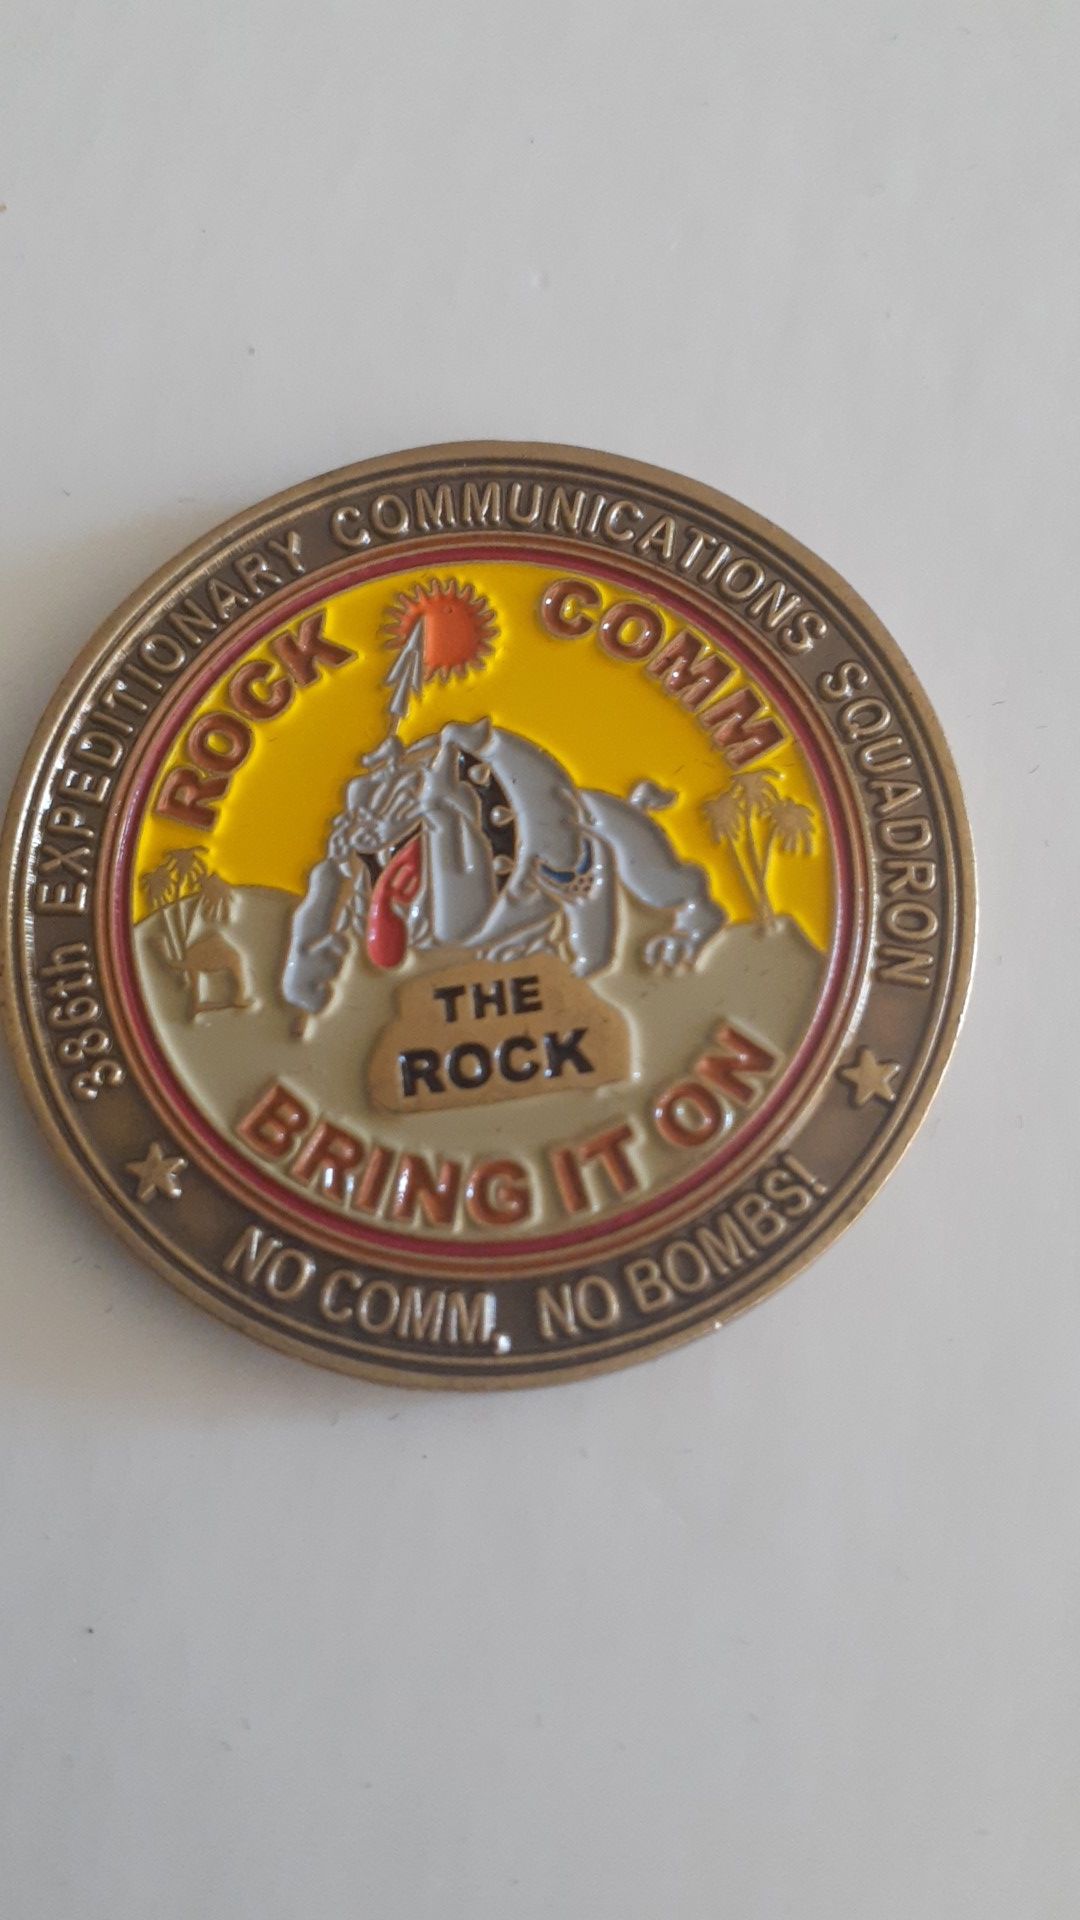 386th EXPEDITIONARY COMMUNICATIONS SQUADRON
ROCK COMM
THE
ROCK
BRING IT ON
NO COMM, NO BOMBS!